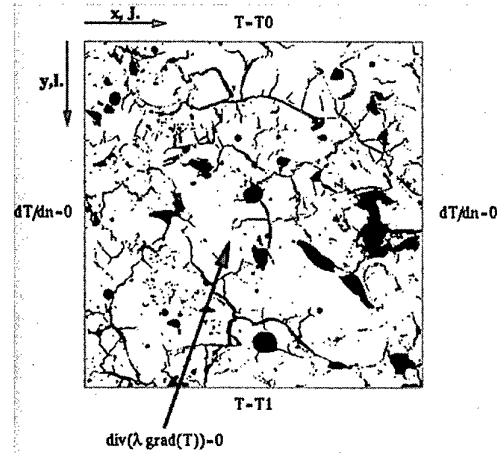 x, J.
T=T0
y, I.
dT/dn=0
dT/dn=0
T=T1
div(λ grad(T))=0